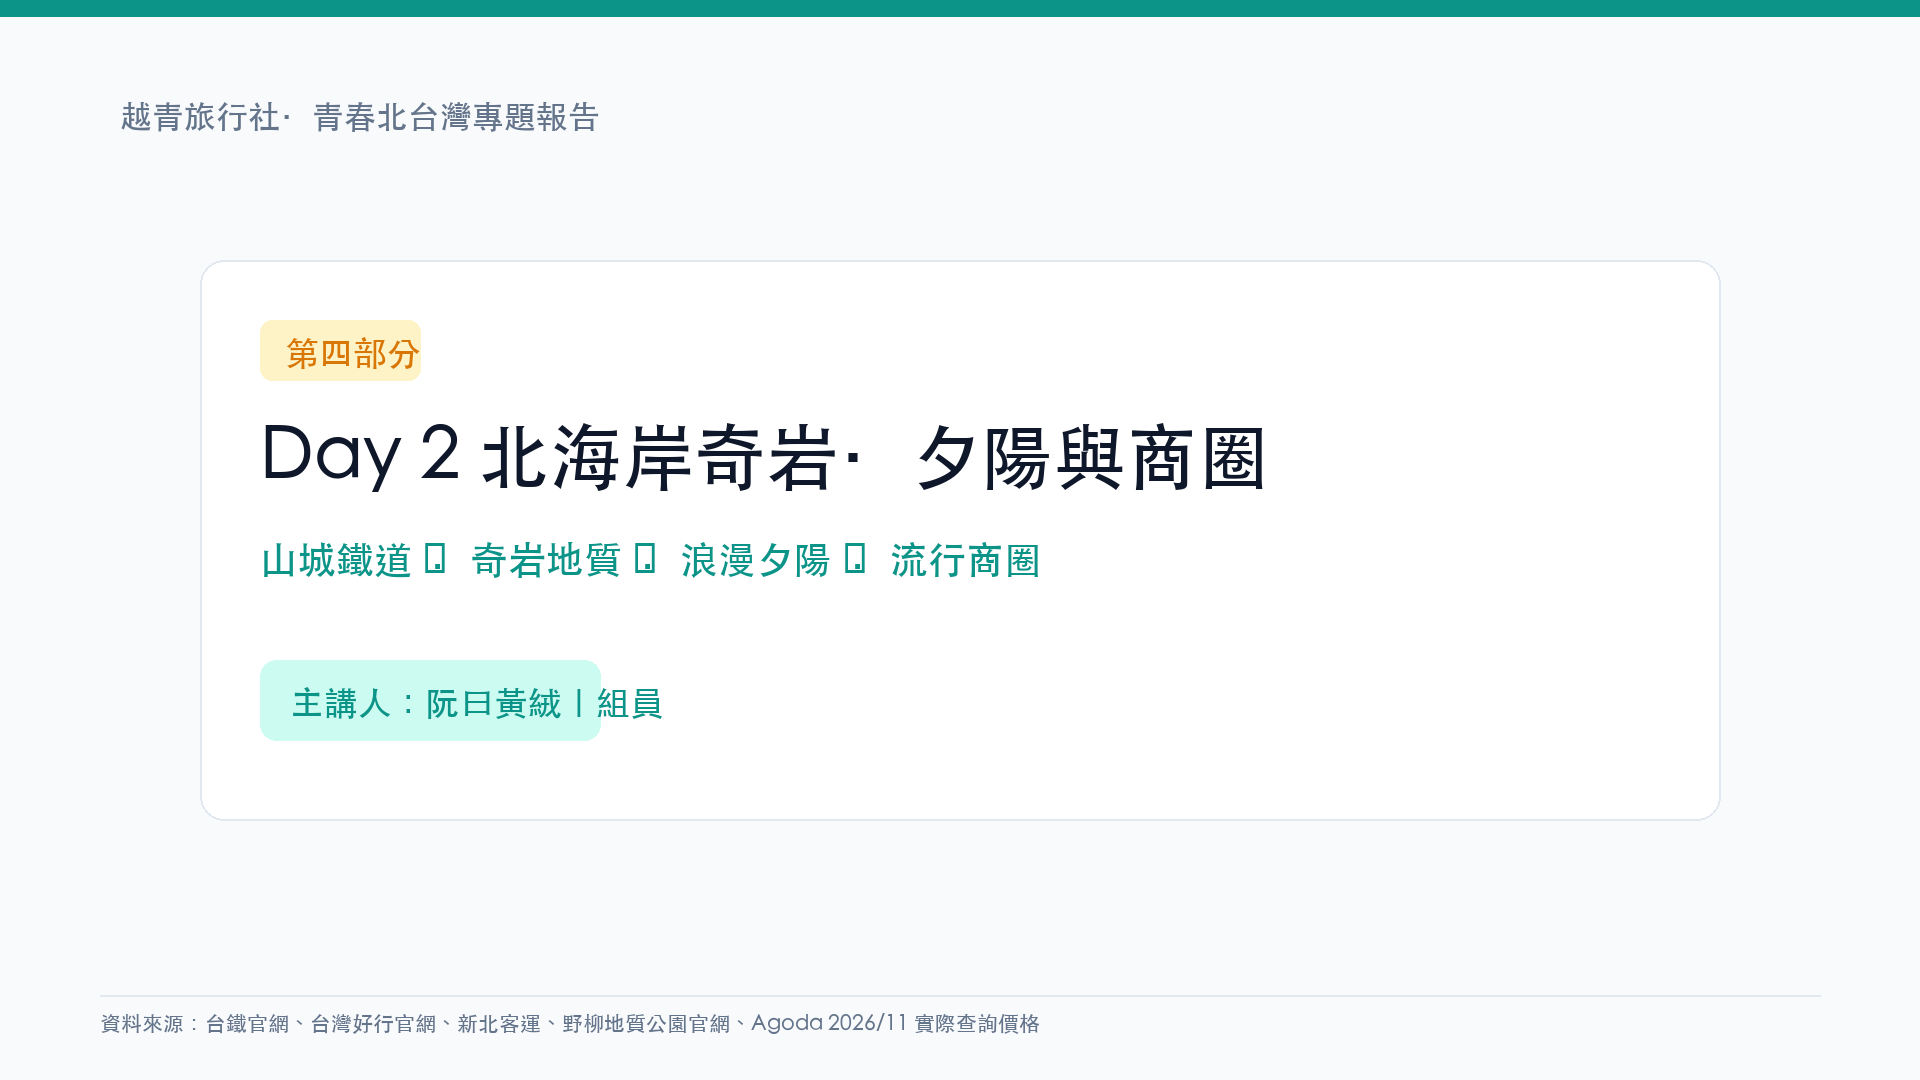 越青旅行社· 青春北台灣專題報告
第四部分
Day 2 北海岸奇岩· 夕陽與商圈
山城鐵道 奇岩地質 浪漫夕陽 流行商圈
主講人：阮曰黃絨｜組員
資料來源：台鐵官網、台灣好行官網、新北客運、野柳地質公園官網、Agoda 2026/11 實際查詢價格